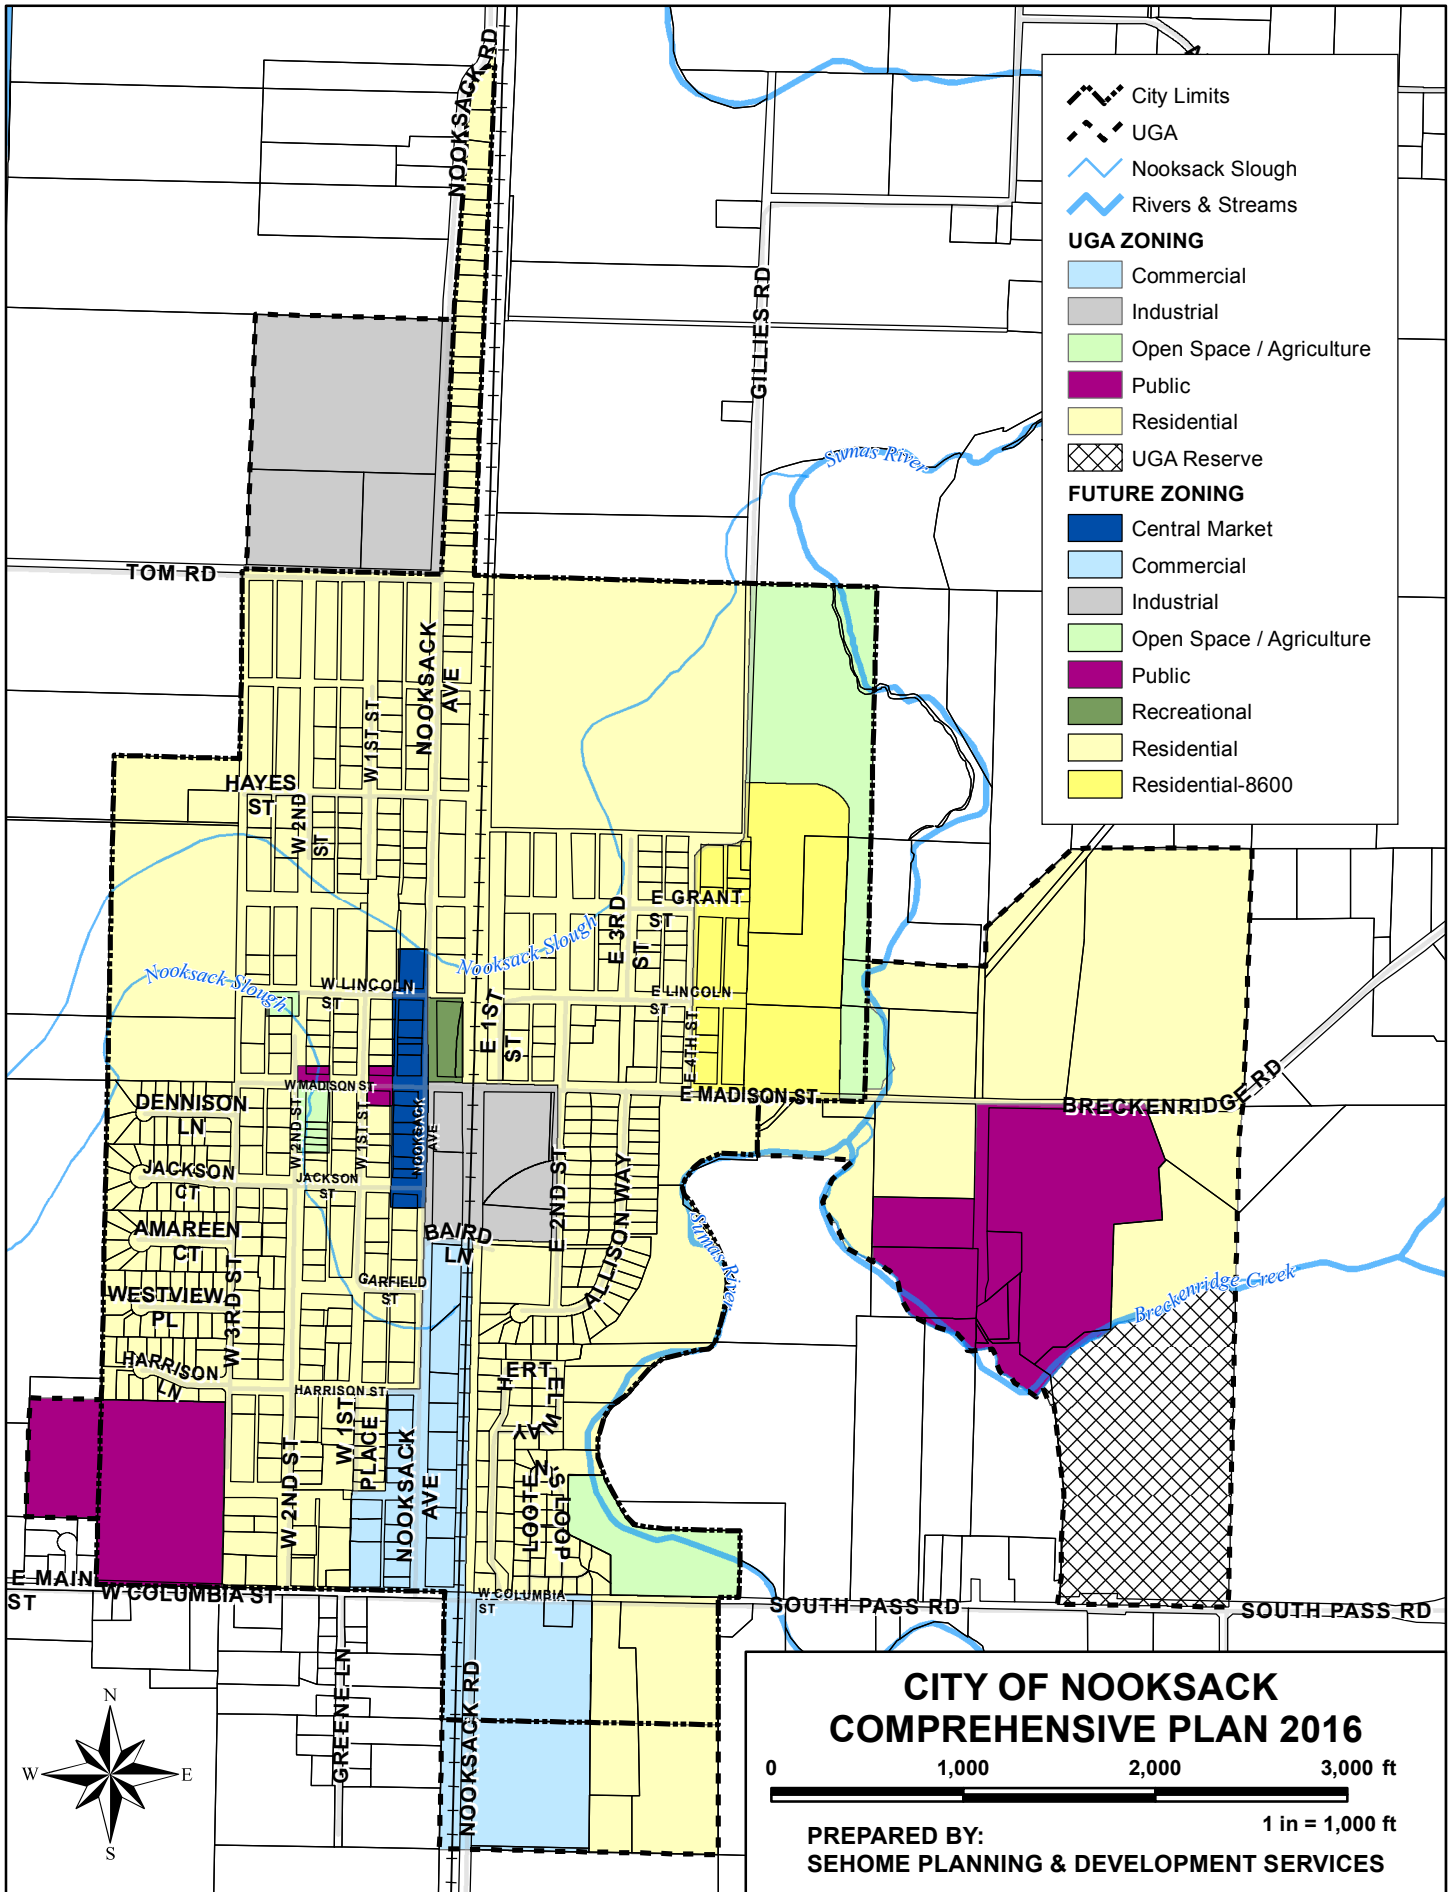 NOOKSACK RD
City Limits
UGA
Nooksack Slough
Rivers & Streams
UGA ZONING
Commercial
Industrial
Open Space / Agriculture
Public
Residential
UGA Reserve
FUTURE ZONING
Central Market
Commercial
Industrial
Open Space / Agriculture
Public
Recreational
Residential
Residential-8600
GILLIES RD
Sumas River
TOM RD
NOOKSACK
AVE
W 1ST ST
HAYES
ST
W 2ND
ST
E GRANT
ST
E 3RD
ST
Nooksack Slough
Nooksack Slough
W LINCOLN
ST
E LINCOLN
ST
E 1ST
ST
E 4TH ST
W MADISON ST
E MADISON ST
BRECKENRIDGE RD
DENNISON
LN
W 2ND ST
W 1ST ST
NOOKSACK
AVE
JACKSON
CT
JACKSON
ST
E 2ND ST
ALLISON WAY
AMAREEN
CT
BAIRD
LN
Sumas River
W 3RD ST
GARFIELD
ST
WESTVIEW
PL
Breckenridge Creek
HARRISON
LN
HARRISON ST
HERTEL WAY
W 1ST
PLACE
W 2ND ST
NOOKSACK
AVE
LOOTEN'S LOOP
E MAIN
ST
W COLUMBIA ST
W COLUMBIA
ST
SOUTH PASS RD
SOUTH PASS RD
GREENE LN
NOOKSACK RD
N
W
E
S
CITY OF NOOKSACK
COMPREHENSIVE PLAN 2016
0 1,000 2,000 3,000 ft
1 in = 1,000 ft
PREPARED BY:
SEHOME PLANNING & DEVELOPMENT SERVICES